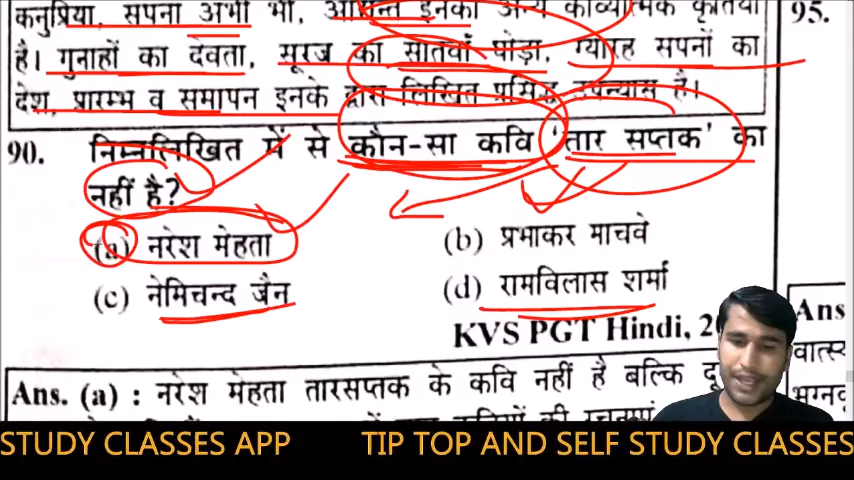 कनुप्रिया, सपना अभी भी, आद्यन्त इनकी अन्य काव्यात्मक कृतियाँ
है। गुनाहों का देवता, सूरज का सातवाँ घोड़ा, ग्यारह सपनों का
देश, प्रारम्भ व समापन इनके द्वारा लिखित प्रसिद्ध उपन्यास है।
90. निम्नलिखित में से कौन-सा कवि 'तार सप्तक' का
नहीं है?
(a) नरेश मेहता (b) प्रभाकर माचवे
(c) नेमिचन्द जैन (d) रामविलास शर्मा
KVS PGT Hindi, 2
Ans. (a) : नरेश मेहता तारसप्तक के कवि नहीं है बल्कि
95.
Ans
वात्स्
STUDY CLASSES APP TIP TOP AND SELF STUDY CLASSES